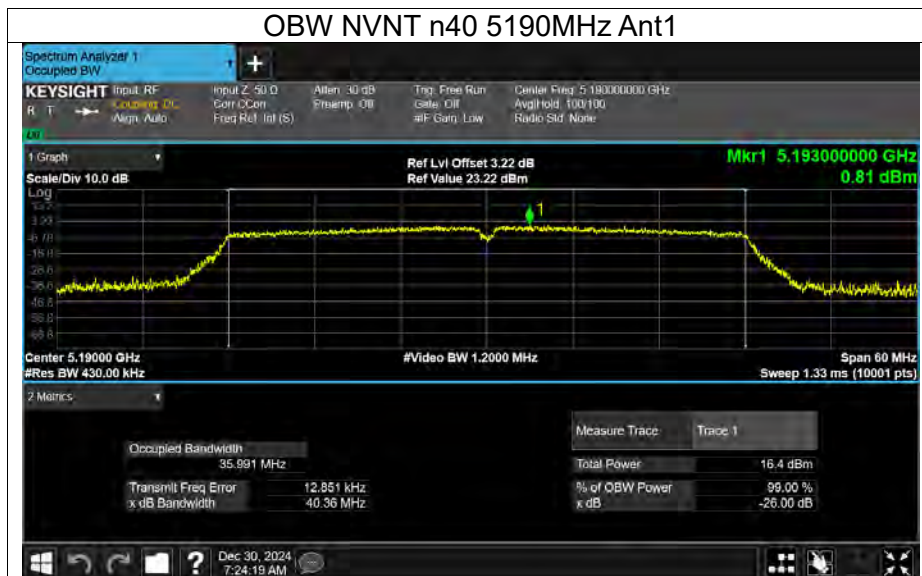 OBW NVNT n40 5190MHz Ant1
Spectrum Analyzer 1
Occupied BW
+
KEYSIGHT Input: RF
R T
Coupling: DC
Align: Auto
Input Z: 50 Ω
Corr CCorr
Freq Ref: Int (S)
Atten: 30 dB
Preamp: Off
Trig: Free Run
Gate: Off
#IF Gain: Low
Center Freq: 5.190000000 GHz
Avg|Hold: 100/100
Radio Std: None
1 Graph
Scale/Div 10.0 dB
Ref Lvl Offset 3.22 dB
Ref Value 23.22 dBm
Mkr1 5.193000000 GHz
0.81 dBm
Log
1
Center 5.19000 GHz
#Res BW 430.00 kHz
#Video BW 1.2000 MHz
Span 60 MHz
Sweep 1.33 ms (10001 pts)
2 Metrics
Measure Trace Trace 1
Occupied Bandwidth
35.991 MHz
Total Power 16.4 dBm
Transmit Freq Error 12.851 kHz
% of OBW Power 99.00 %
x dB Bandwidth 40.36 MHz
x dB -26.00 dB
?
Dec 30, 2024
7:24:19 AM